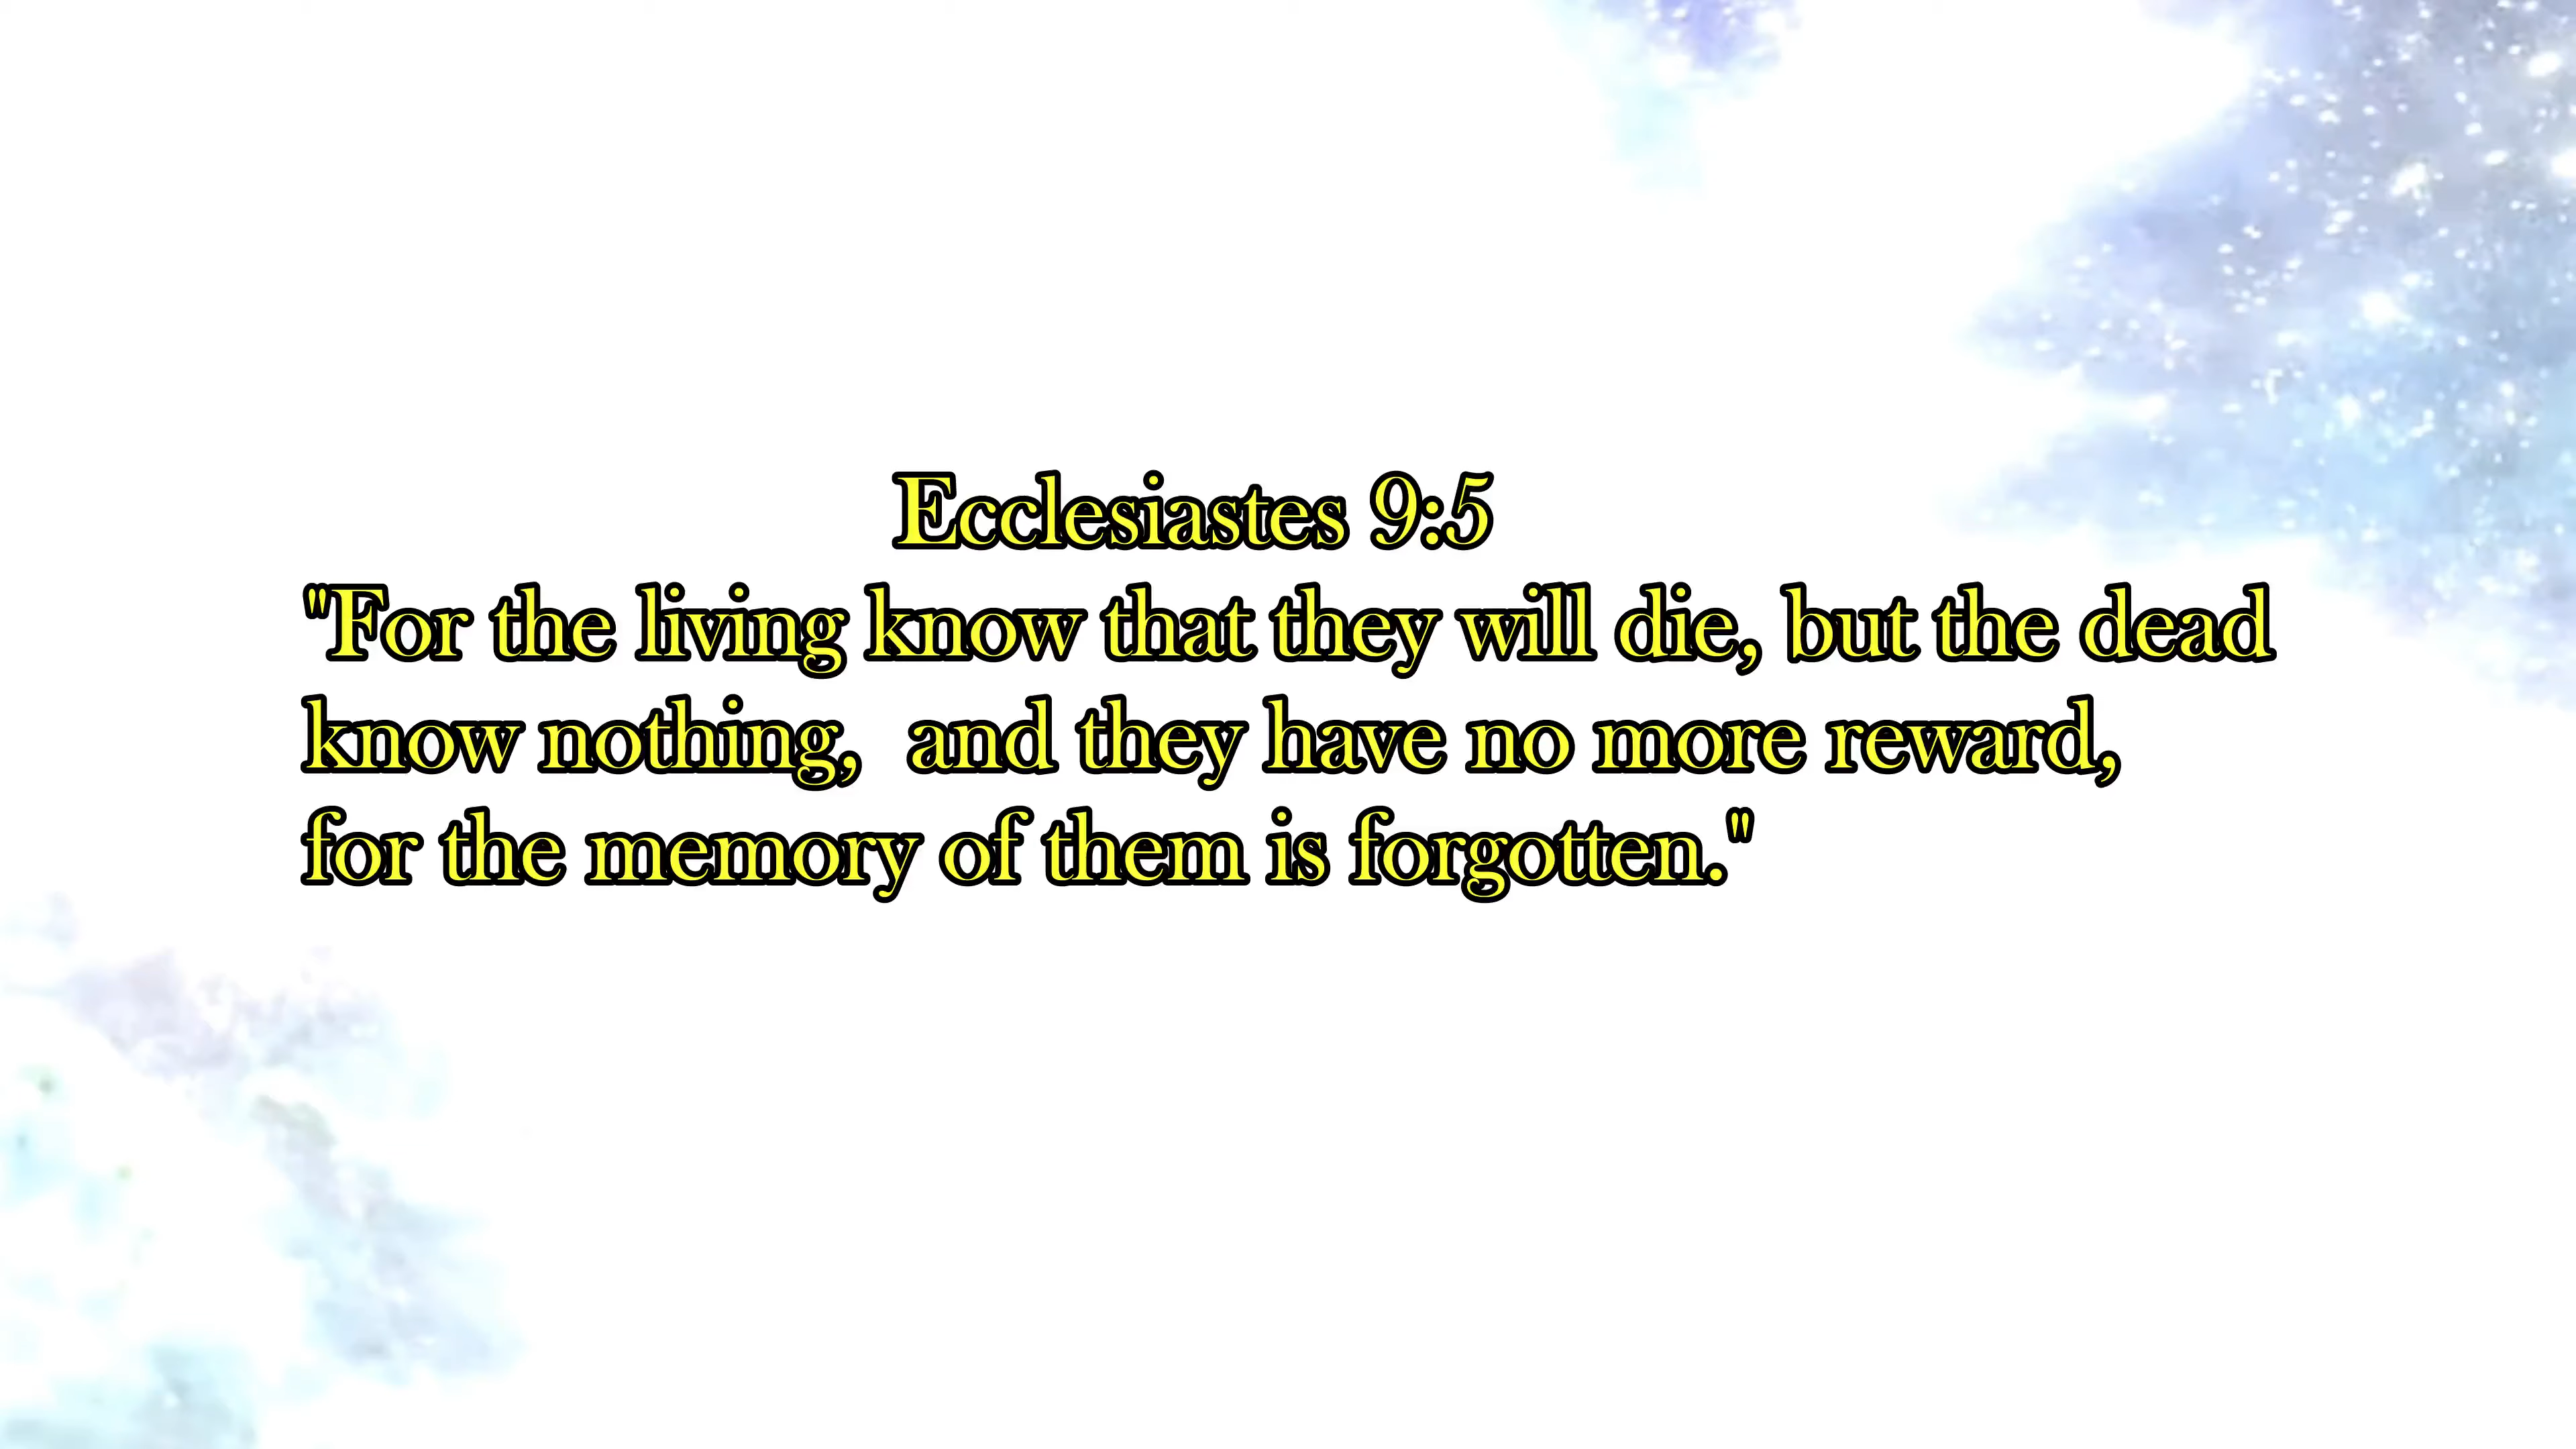 Ecclesiastes 9:5
"For the living know that they will die, but the dead
know nothing,  and they have no more reward,
for the memory of them is forgotten."